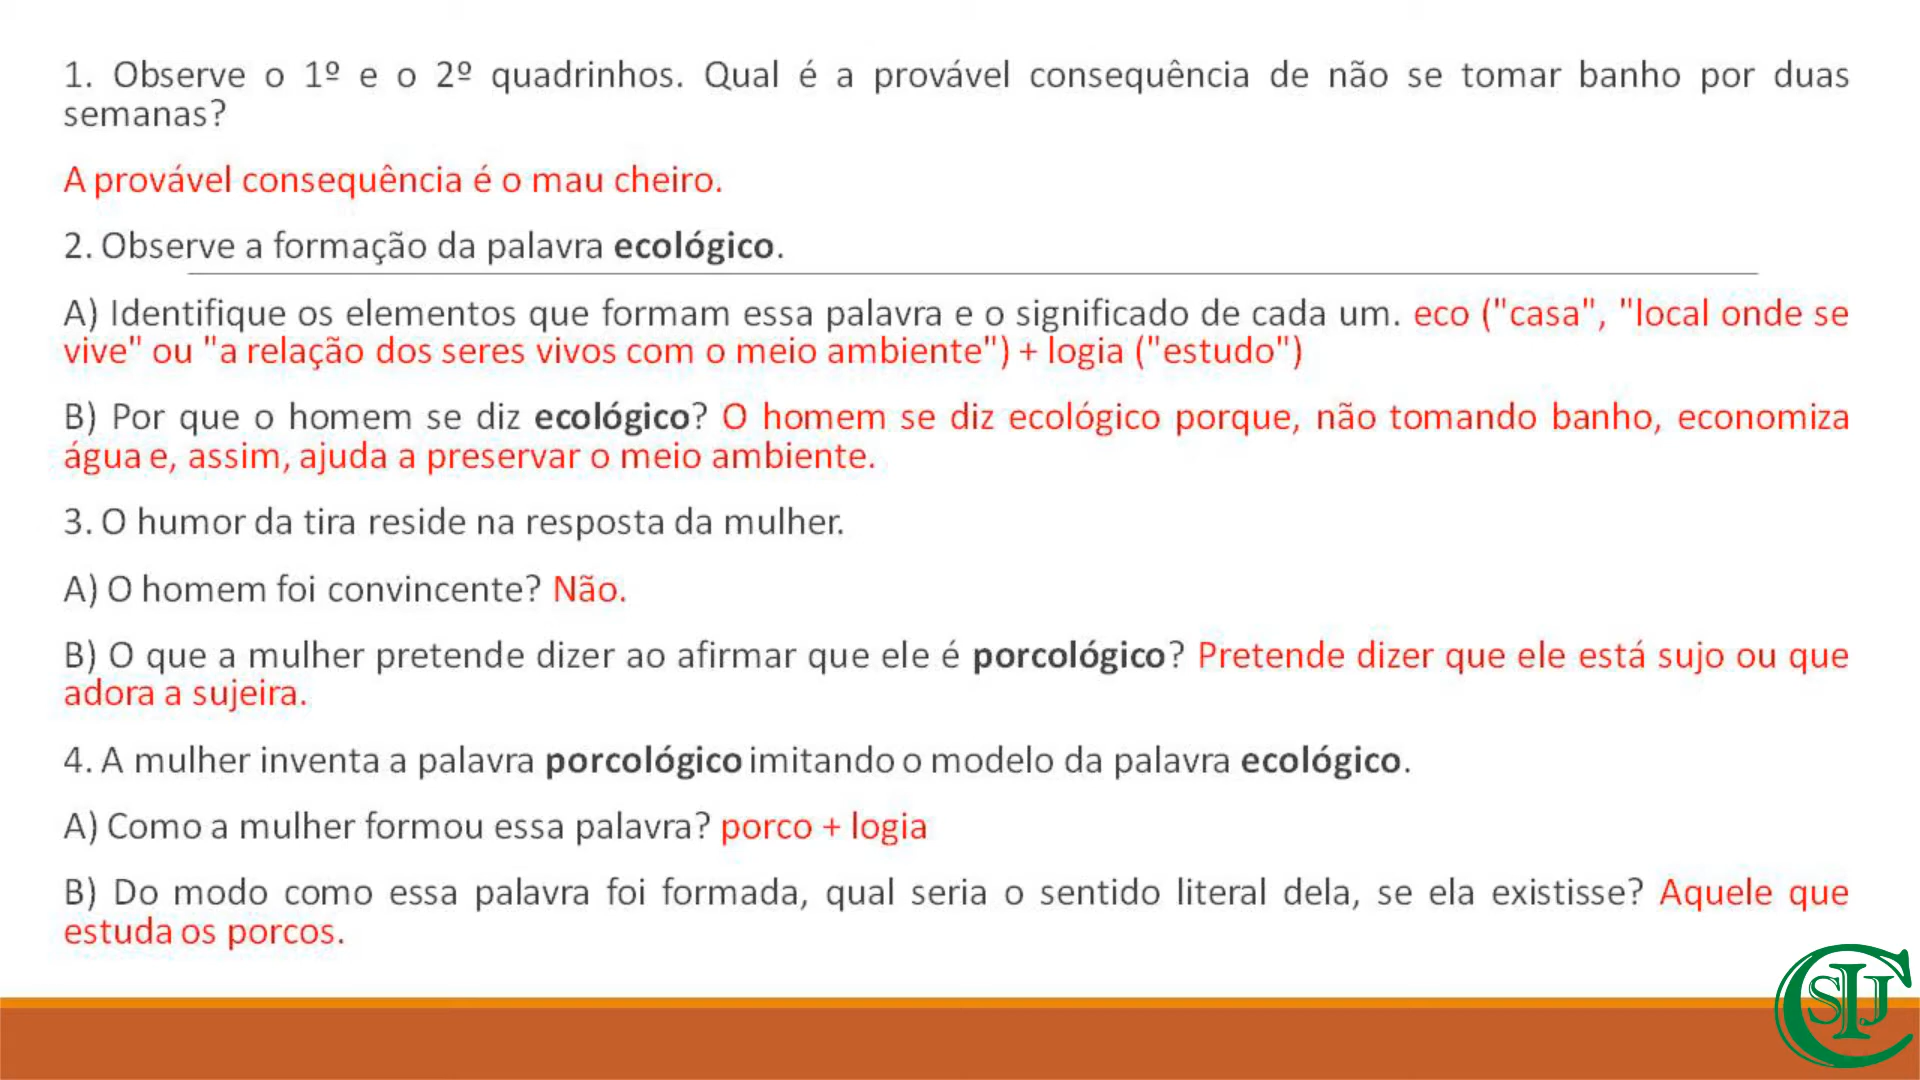 1. Observe o 1º e o 2º quadrinhos. Qual é a provável consequência de não se tomar banho por duas
semanas?
A provável consequência é o mau cheiro.
2. Observe a formação da palavra ecológico.
A) Identifique os elementos que formam essa palavra e o significado de cada um. eco ("casa", "local onde se
vive" ou "a relação dos seres vivos com o meio ambiente") + logia ("estudo")
B) Por que o homem se diz ecológico? O homem se diz ecológico porque, não tomando banho, economiza
água e, assim, ajuda a preservar o meio ambiente.
3. O humor da tira reside na resposta da mulher.
A) O homem foi convincente? Não.
B) O que a mulher pretende dizer ao afirmar que ele é porcológico? Pretende dizer que ele está sujo ou que
adora a sujeira.
4. A mulher inventa a palavra porcológico imitando o modelo da palavra ecológico.
A) Como a mulher formou essa palavra? porco + logia
B) Do modo como essa palavra foi formada, qual seria o sentido literal dela, se ela existisse? Aquele que
estuda os porcos.
CSIJ